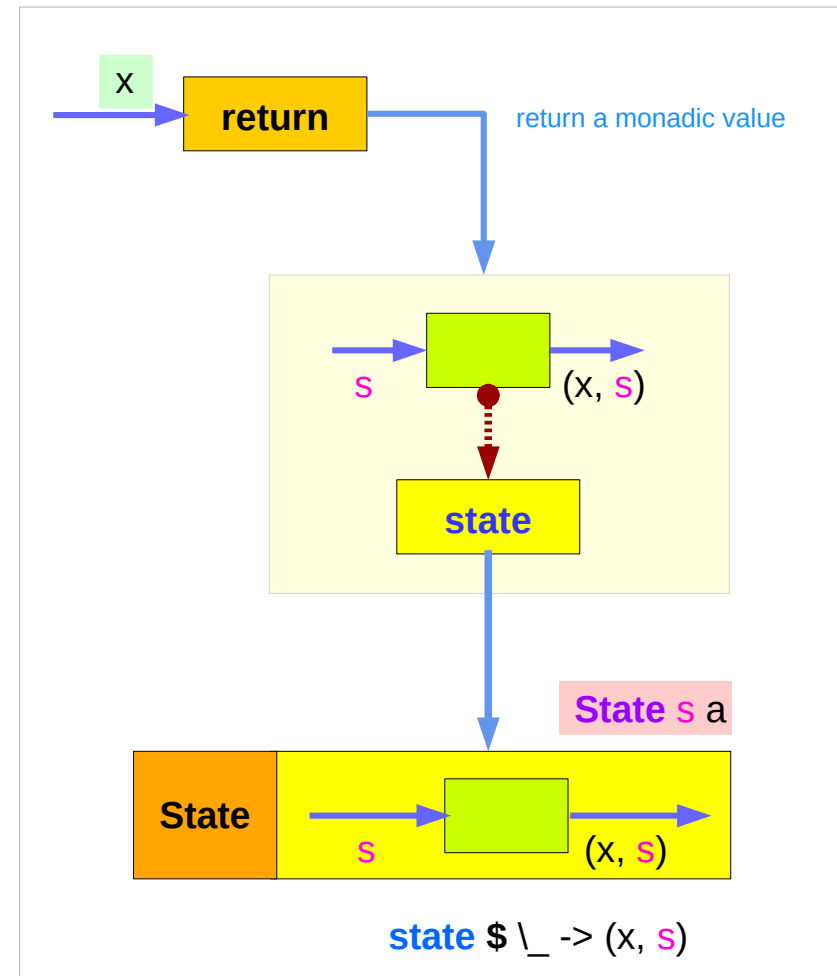 x
return
return a monadic value
s
(x, s)
state
State s a
State
s
(x, s)
state $ \_ -> (x, s)